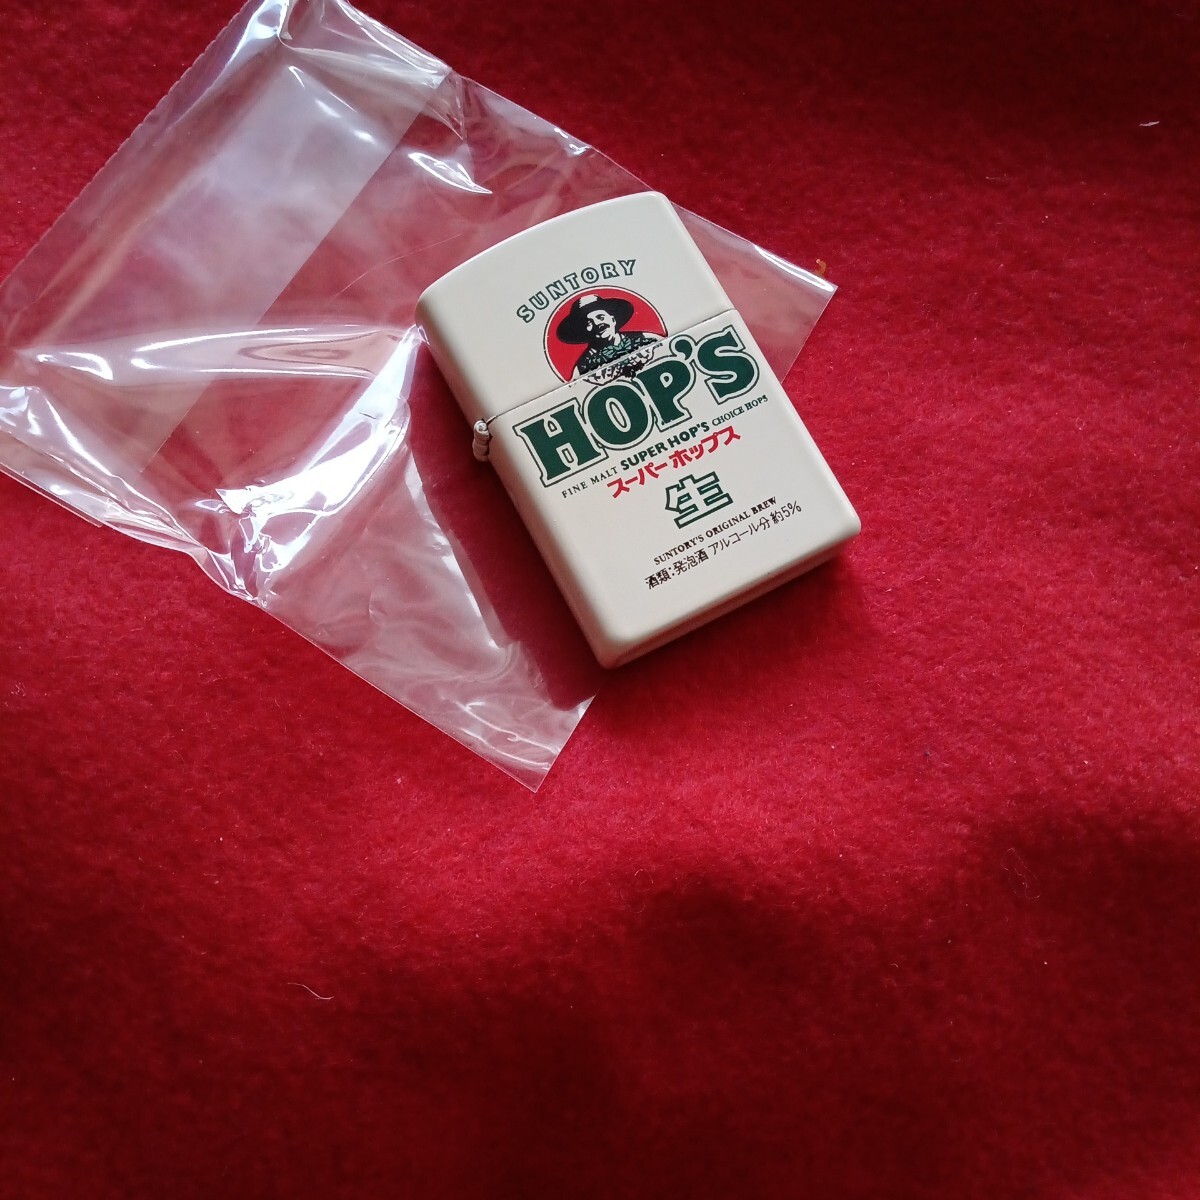 SUNTORY
HOP'S
FINE MALT SUPER HOP'S CHOICE HOPS
スーパーホップス
生
SUNTORY'S ORIGINAL BREW
酒類:発泡酒 アルコール分 約5%